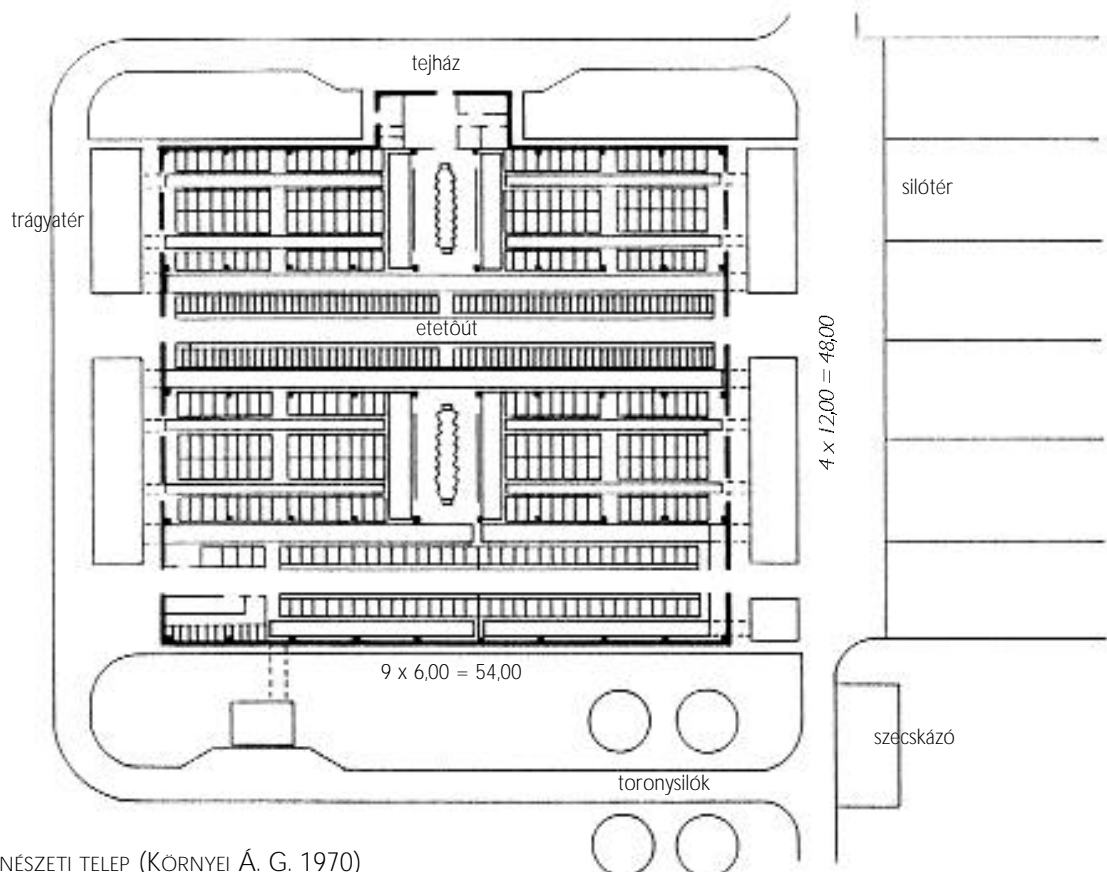 tejház
trágyatér
silótér
etetôút
4 x 12,00 = 48,00
9 x 6,00 = 54,00
szecskázó
toronysilók
NÉSZETI TELEP (KÖRNYEI Á. G. 1970)